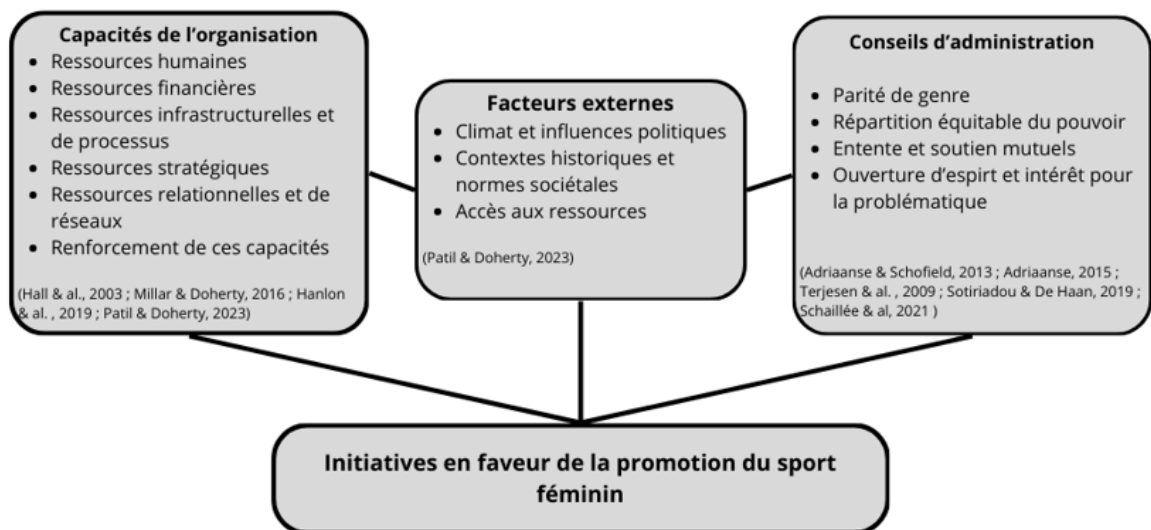 Capacités de l'organisation
• Ressources humaines
• Ressources financières
• Ressources infrastructurelles et
de processus
• Ressources stratégiques
• Ressources relationnelles et de
réseaux
• Renforcement de ces capacités
(Hall & al., 2003 ; Millar & Doherty, 2016 ; Hanlon
& al. , 2019 ; Patil & Doherty, 2023)
Facteurs externes
• Climat et influences politiques
• Contextes historiques et
normes sociétales
• Accès aux ressources
(Patil & Doherty, 2023)
Conseils d'administration
• Parité de genre
• Répartition équitable du pouvoir
• Entente et soutien mutuels
• Ouverture d'espirt et intérêt pour
la problématique
(Adriaanse & Schofield, 2013 ; Adriaanse, 2015 ;
Terjesen & al. , 2009 ; Sotiriadou & De Haan, 2019 ;
Schaillée & al, 2021 )
Initiatives en faveur de la promotion du sport
féminin